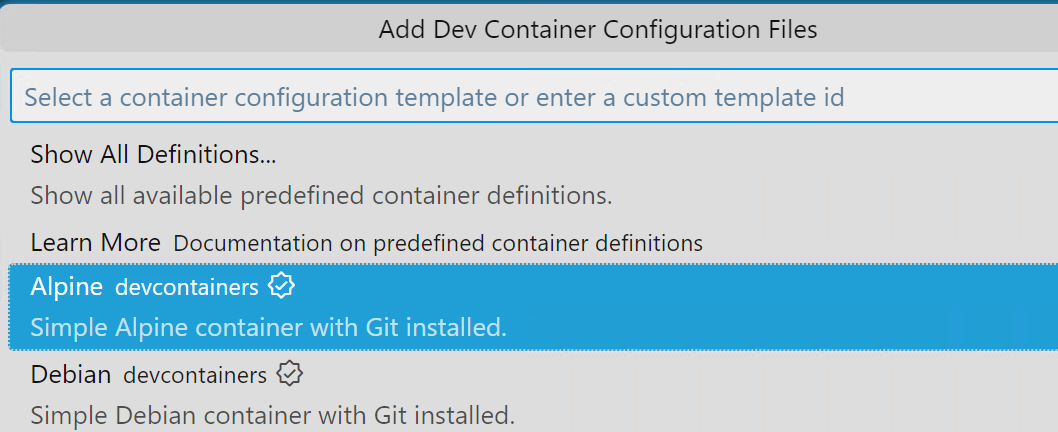 Add Dev Container Configuration Files
Select a container configuration template or enter a custom template id
Show All Definitions...
Show all available predefined container definitions.
Learn More Documentation on predefined container definitions
Alpine devcontainers
Simple Alpine container with Git installed.
Debian devcontainers
Simple Debian container with Git installed.